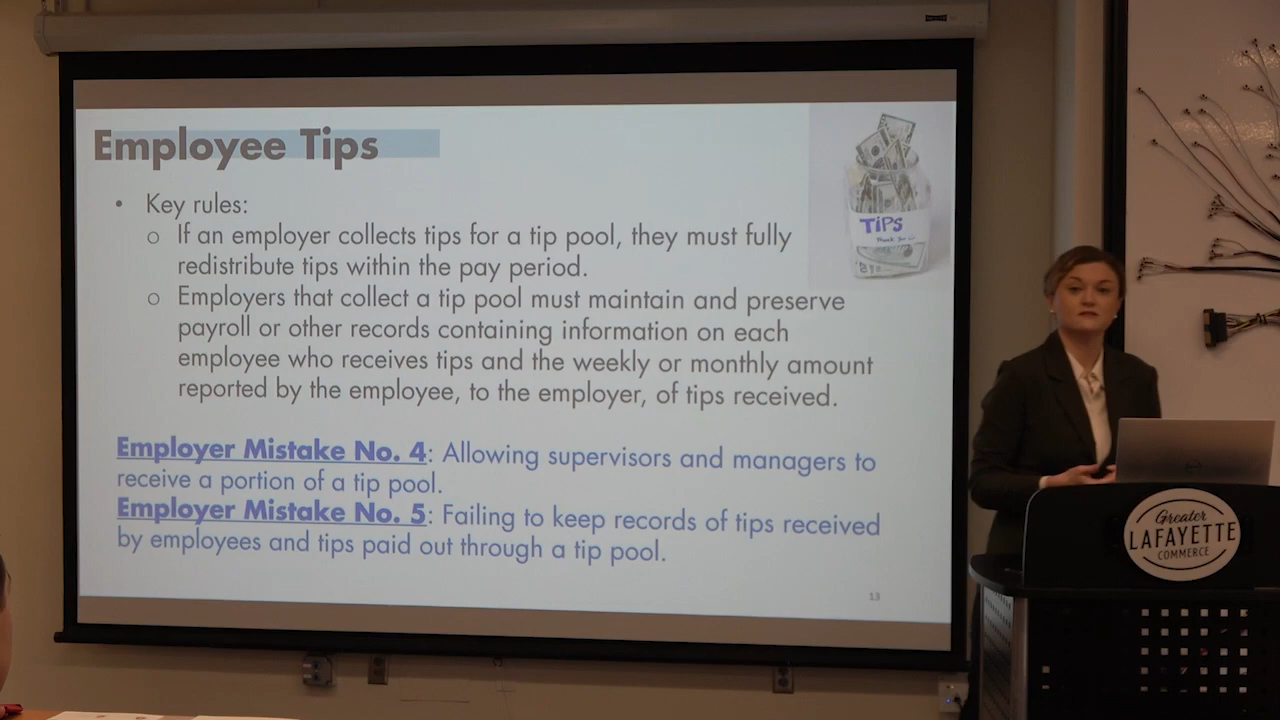 Employee Tips
• Key rules:
o If an employer collects tips for a tip pool, they must fully
redistribute tips within the pay period.
o Employers that collect a tip pool must maintain and preserve
payroll or other records containing information on each
employee who receives tips and the weekly or monthly amount
reported by the employee, to the employer, of tips received.
Employer Mistake No. 4: Allowing supervisors and managers to
receive a portion of a tip pool.
Employer Mistake No. 5: Failing to keep records of tips received
by employees and tips paid out through a tip pool.
13
TiPS
Thank You
Greater
LAFAYETTE
COMMERCE